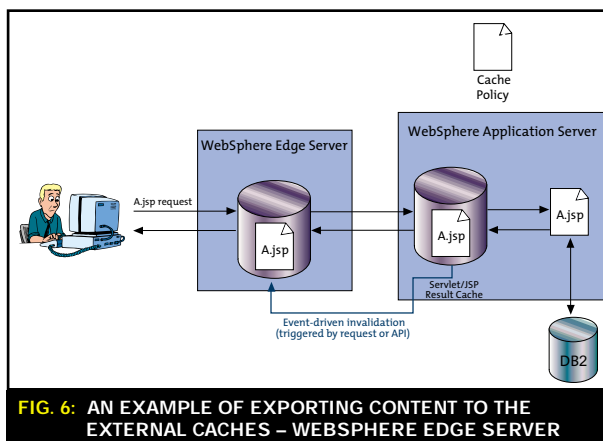 Cache
Policy
WebSphere Edge Server
WebSphere Application Server
A.jsp request
A.jsp
A.jsp
A.jsp
Servlet/JSP
Result Cache
Event-driven invalidation
(triggered by request or API)
DB2
FIG. 6: AN EXAMPLE OF EXPORTING CONTENT TO THE
EXTERNAL CACHES – WEBSPHERE EDGE SERVER